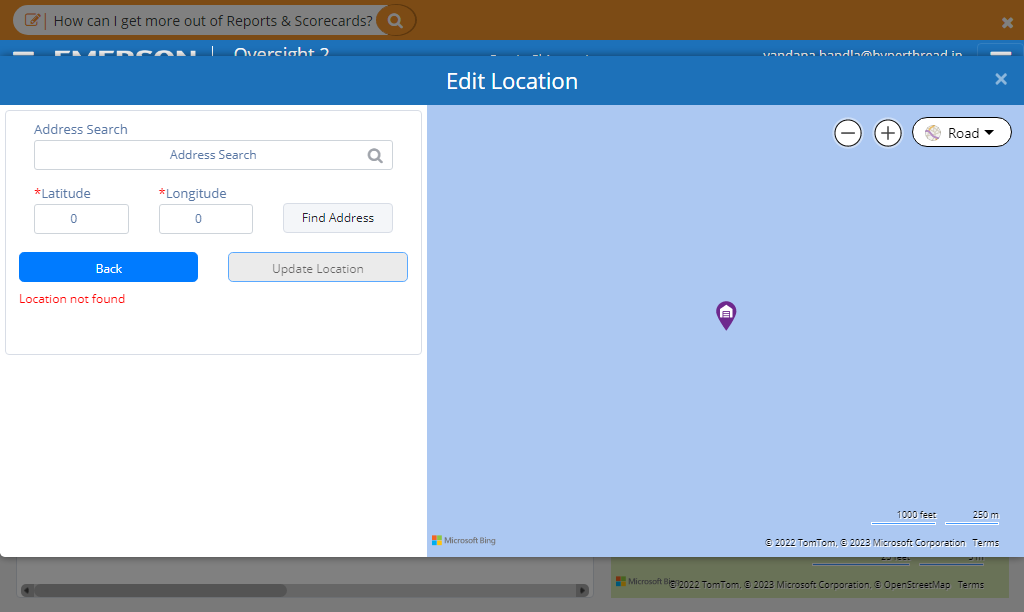 How can I get more out of Reports & Scorecards?
EMERSON Oversight 2 vandana.bandla@hyperthread.in
Edit Location
Address Search
Address Search
*Latitude *Longitude
0 0 Find Address
Back Update Location
Location not found
Road
1000 feet 250 m
Microsoft Bing
© 2022 TomTom, © 2023 Microsoft Corporation Terms
Microsoft Bing © 2022 TomTom, © 2023 Microsoft Corporation, © OpenStreetMap Terms